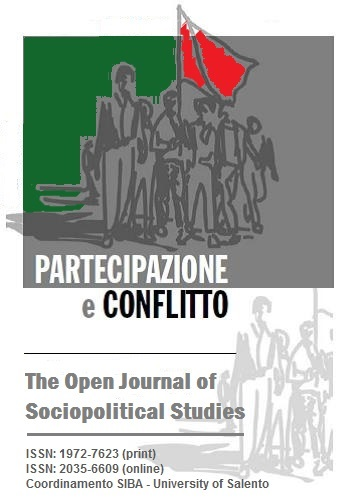 PARTECIPAZIONE
e CONFLITTO
The Open Journal of
Sociopolitical Studies
ISSN: 1972-7623 (print)
ISSN: 2035-6609 (online)
Coordinamento SIBA - University of Salento